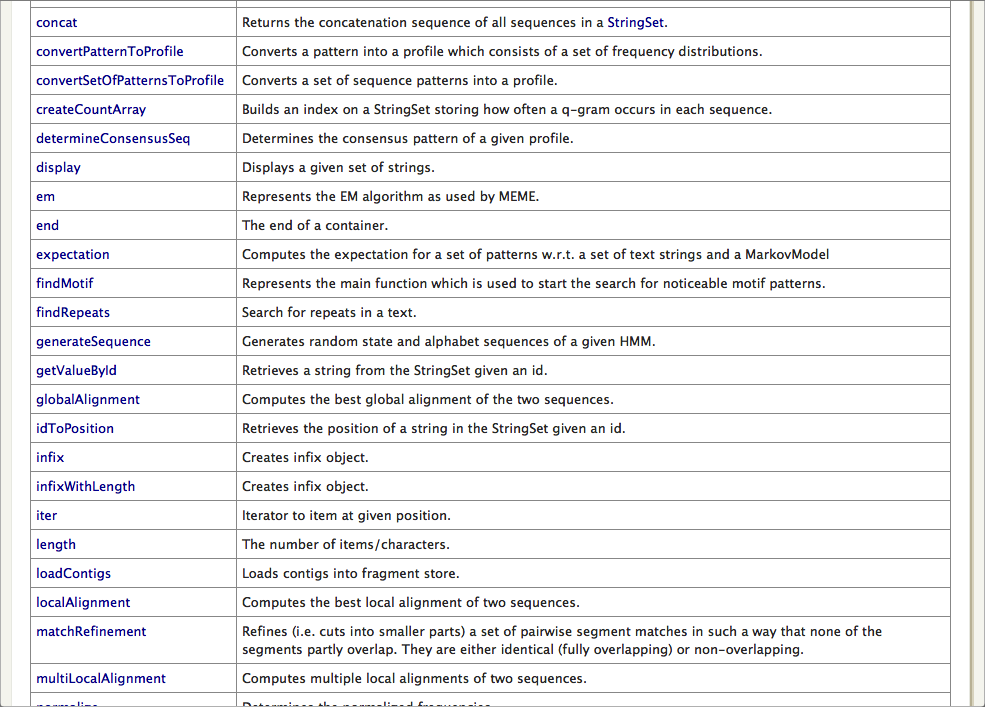 concat Returns the concatenation sequence of all sequences in a StringSet.
convertPatternToProfile Converts a pattern into a profile which consists of a set of frequency distributions.
convertSetOfPatternsToProfile Converts a set of sequence patterns into a profile.
createCountArray Builds an index on a StringSet storing how often a q-gram occurs in each sequence.
determineConsensusSeq Determines the consensus pattern of a given profile.
display Displays a given set of strings.
em Represents the EM algorithm as used by MEME.
end The end of a container.
expectation Computes the expectation for a set of patterns w.r.t. a set of text strings and a MarkovModel
findMotif Represents the main function which is used to start the search for noticeable motif patterns.
findRepeats Search for repeats in a text.
generateSequence Generates random state and alphabet sequences of a given HMM.
getValueById Retrieves a string from the StringSet given an id.
globalAlignment Computes the best global alignment of the two sequences.
idToPosition Retrieves the position of a string in the StringSet given an id.
infix Creates infix object.
infixWithLength Creates infix object.
iter Iterator to item at given position.
length The number of items/characters.
loadContigs Loads contigs into fragment store.
localAlignment Computes the best local alignment of two sequences.
matchRefinement Refines (i.e. cuts into smaller parts) a set of pairwise segment matches in such a way that none of the
segments partly overlap. They are either identical (fully overlapping) or non-overlapping.
multiLocalAlignment Computes multiple local alignments of two sequences.
normalize Determines the normalized frequencies.